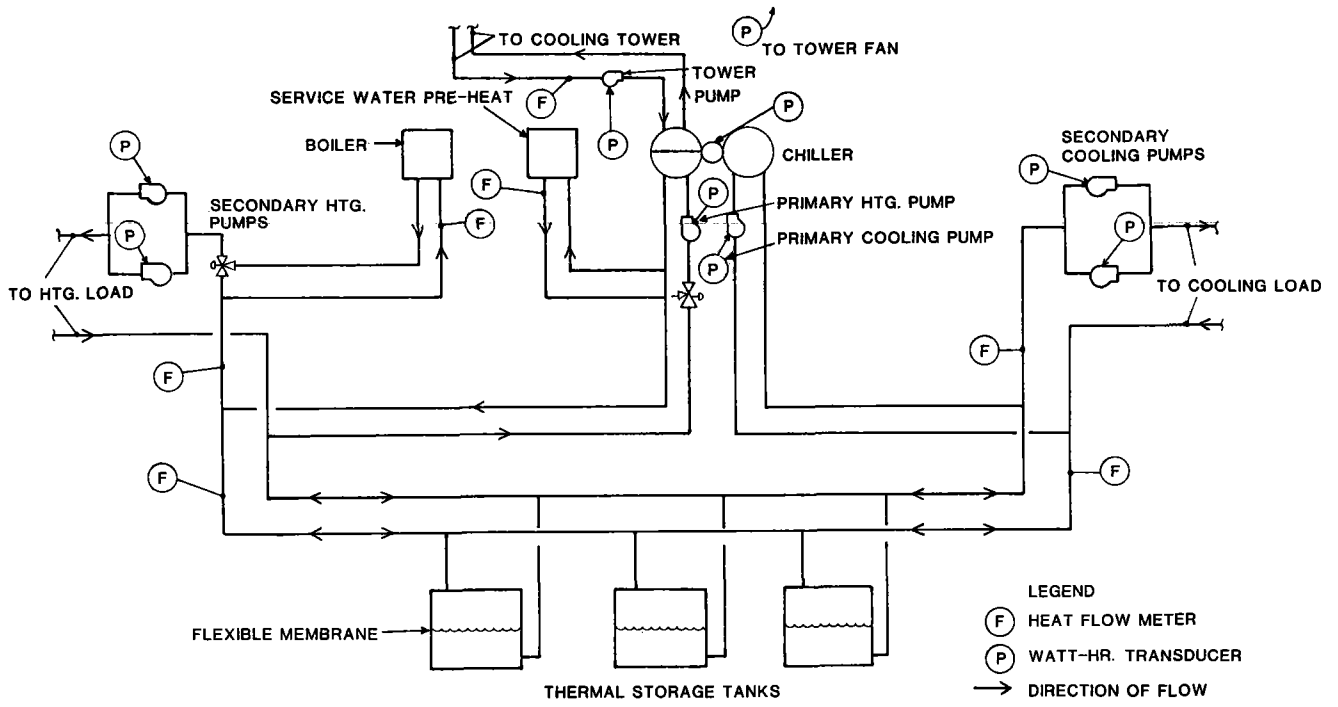 TO COOLING TOWER
P
TO TOWER FAN
TOWER
PUMP
F
P
SERVICE WATER PRE-HEAT
P
BOILER
P
CHILLER
SECONDARY
COOLING PUMPS
P
F
SECONDARY HTG.
PUMPS
F
P
PRIMARY HTG. PUMP
P
P
PRIMARY COOLING PUMP
P
TO HTG. LOAD
TO COOLING LOAD
F
F
F
F
FLEXIBLE MEMBRANE
THERMAL STORAGE TANKS
LEGEND
F HEAT FLOW METER
P WATT-HR. TRANSDUCER
DIRECTION OF FLOW